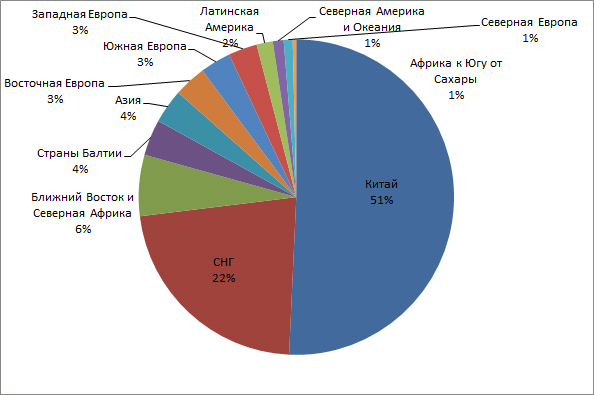 Западная Европа
3%
Латинская
Америка
2%
Северная Америка
и Океания
1%
Северная Европа
1%
Южная Европа
3%
Африка к Югу от
Сахары
1%
Восточная Европа
3%
Азия
4%
Страны Балтии
4%
Ближний Восток и
Северная Африка
6%
Китай
51%
СНГ
22%